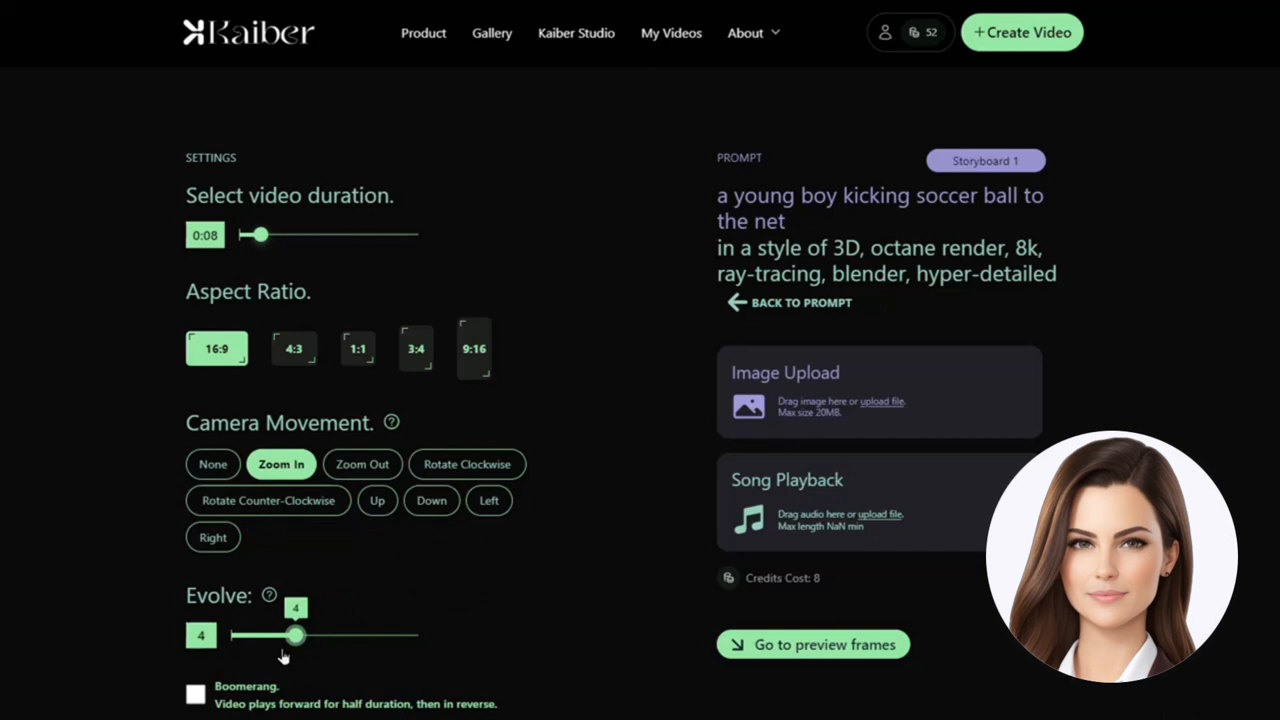 Kaiber
Product Gallery Kaiber Studio My Videos About
52
+Create Video
SETTINGS
Select video duration.
0:08
Aspect Ratio.
16:9 4:3 1:1 3:4 9:16
Camera Movement. ?
None Zoom In Zoom Out Rotate Clockwise
Rotate Counter-Clockwise Up Down Left
Right
Evolve: ?
4
4
Boomerang.
Video plays forward for half duration, then in reverse.
PROMPT
Storyboard 1
a young boy kicking soccer ball to
the net
in a style of 3D, octane render, 8k,
ray-tracing, blender, hyper-detailed
BACK TO PROMPT
Image Upload
Drag image here or upload file.
Max size 20MB.
Song Playback
Drag audio here or upload file.
Max length NaN min
Credits Cost: 8
Go to preview frames